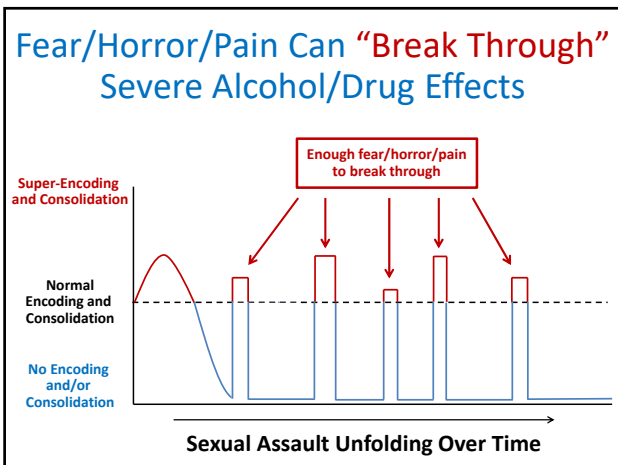 Fear/Horror/Pain Can “Break Through”
Severe Alcohol/Drug Effects
Enough fear/horror/pain
to break through
Super-Encoding
and Consolidation
Normal
Encoding and
Consolidation
No Encoding
and/or
Consolidation
Sexual Assault Unfolding Over Time